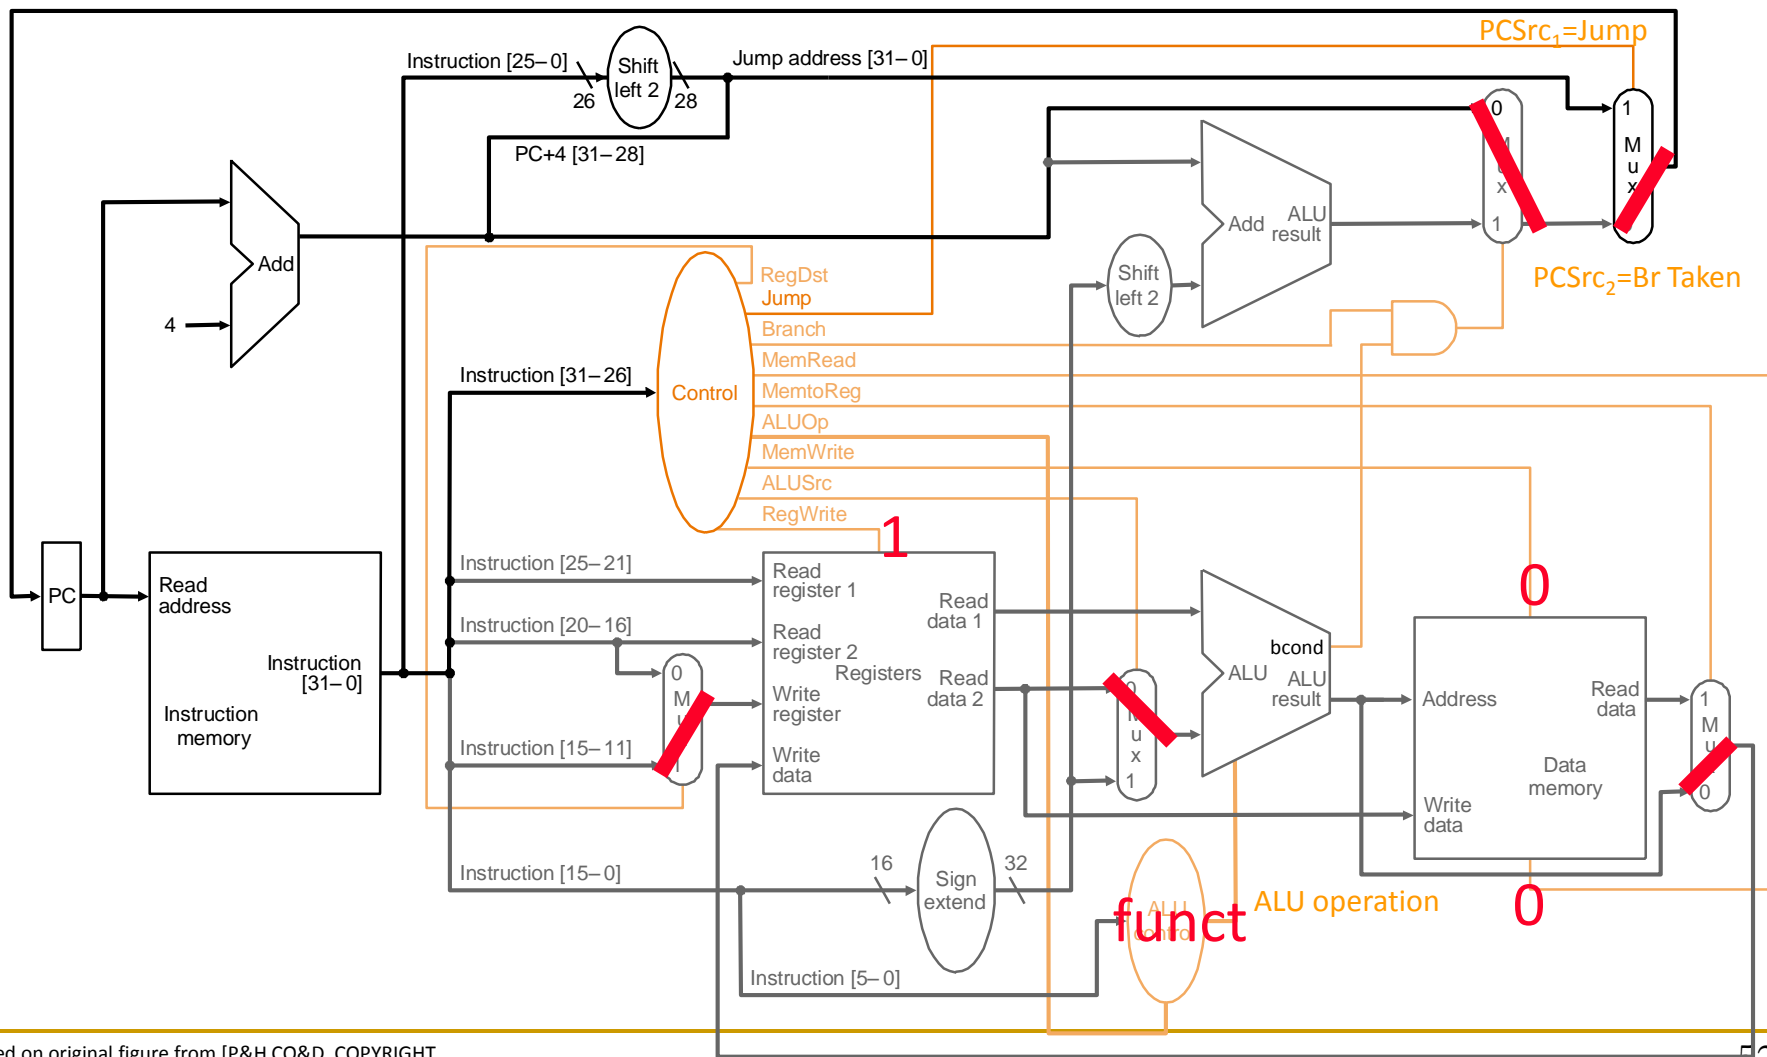 PCSrc1=Jump
Instruction [25–0]
Shift
left 2
Jump address [31–0]
26
28
PC+4 [31–28]
0
M
u
x
1
1
M
u
x
Add
ALU
result
Add
4
Shift
left 2
PCSrc2=Br Taken
RegDst
Jump
Branch
MemRead
MemtoReg
ALUOp
MemWrite
ALUSrc
RegWrite
Instruction [31–26]
Control
1
PC
Read
address
Instruction
[31–0]
Instruction
memory
Instruction [25–21]
Instruction [20–16]
Instruction [15–11]
Instruction [15–0]
Instruction [5–0]
0
M
u
Read
register 1
Read
register 2
Registers
Write
register
Write
data
Read
data 1
Read
data 2
0
M
u
x
1
bcond
ALU
ALU
result
0
Address
Read
data
Data
memory
Write
data
1
M
u
0
16
Sign
extend
32
ALU
control
funct
ALU operation
0
ed on original figure from [P&H CO&D, COPYRIGHT